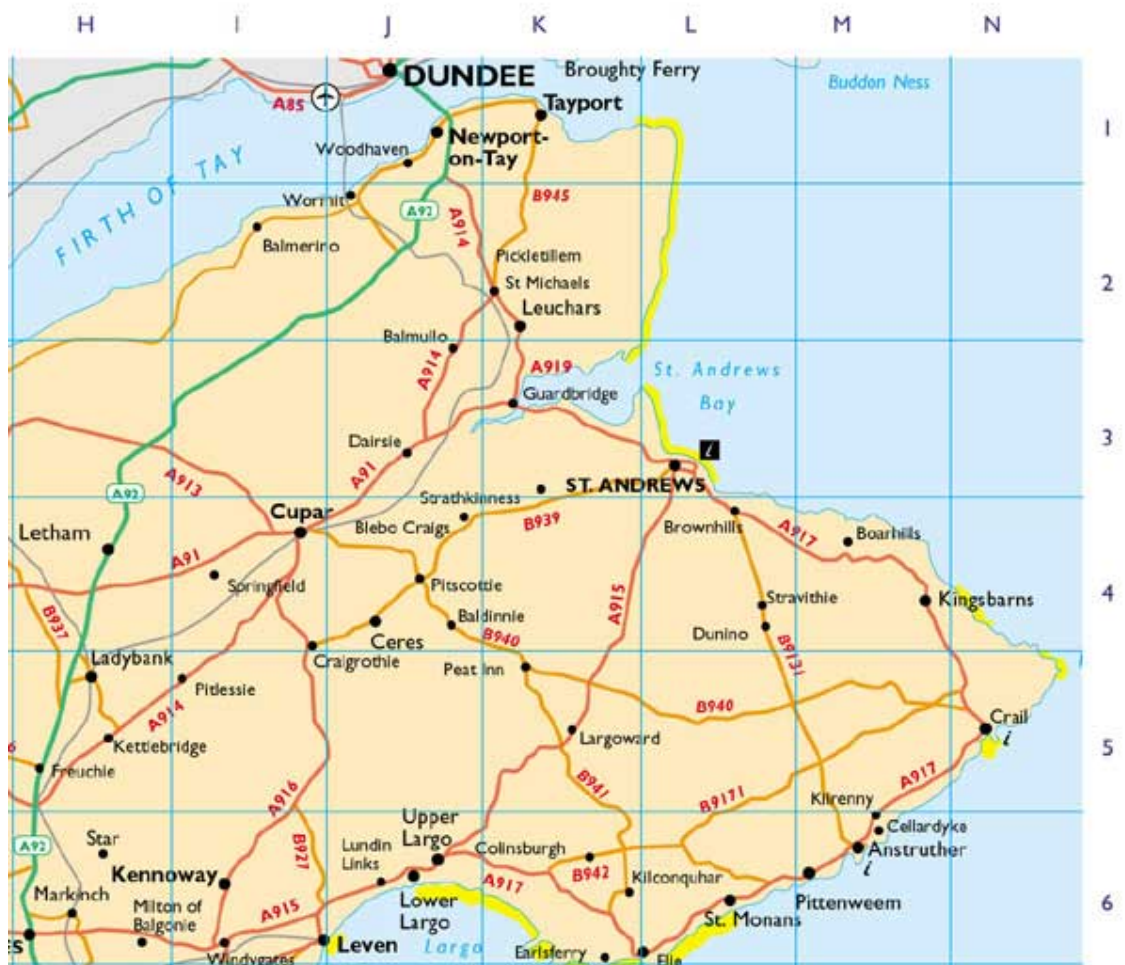 H I J K L M N
DUNDEE
Broughty Ferry
Buddon Ness
A85
Tayport
1
Newport-
on-Tay
Woodhaven
FIRTH OF TAY
Wormit
B945
A92
A914
Balmerino
Pickletillem
St Michaels
2
Leuchars
Balmullo
A914
A919
St. Andrews
Bay
Guardbridge
3
Dairsie
A913
A91
ST. ANDREWS
A92
Strathkinness
Cupar
B939
Blebo Craigs
Brownhills
A917
Boarhills
Letham
A91
Springfield
Pitscottie
4
Kingsbarns
A915
Stravithie
B937
Baldinnie
Ceres
B940
Dunino
B9131
Ladybank
Craigrothie
Peat Inn
Pitlessie
A914
B940
Crail
i
Kettlebridge
Largoward
5
6
Freuchie
A916
B941
B9171
A917
Kilrenny
Upper
Largo
Cellardyke
A92
Star
B927
Lundin
Links
Colinsburgh
Anstruther
i
Kennoway
B942
Kilconquhar
A917
Markinch
Milton of
Balgonie
A915
Lower
Largo
St. Monans
Pittenweem
6
ES
Leven
Largo
Earlsferry
Elie
Windygates